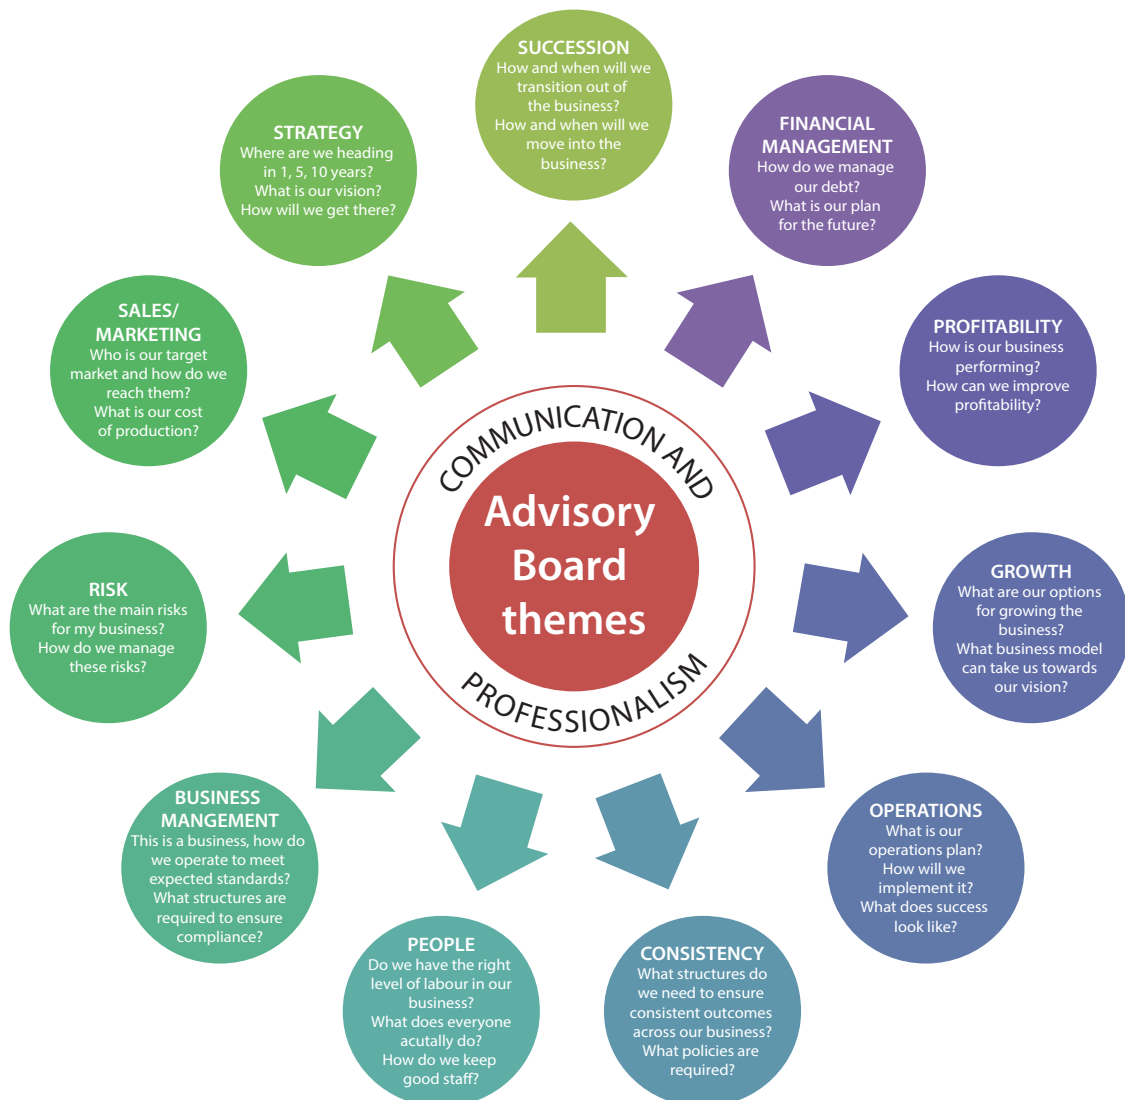 SUCCESSION
How and when will we
transition out of
the business?
How and when will we
move into the
business?
FINANCIAL
MANAGEMENT
How do we manage
our debt?
What is our plan
for the future?
PROFITABILITY
How is our business
performing?
How can we improve
profitability?
GROWTH
What are our options
for growing the
business?
What business model
can take us towards
our vision?
OPERATIONS
What is our
operations plan?
How will we
implement it?
What does success
look like?
CONSISTENCY
What structures do
we need to ensure
consistent outcomes
across our business?
What policies are
required?
PEOPLE
Do we have the right
level of labour in our
business?
What does everyone
acutally do?
How do we keep
good staff?
BUSINESS
MANGEMENT
This is a business, how do
we operate to meet
expected standards?
What structures are
required to ensure
compliance?
RISK
What are the main risks
for my business?
How do we manage
these risks?
SALES/
MARKETING
Who is our target
market and how do we
reach them?
What is our cost
of production?
STRATEGY
Where are we heading
in 1, 5, 10 years?
What is our vision?
How will we get there?
COMMUNICATION AND
PROFESSIONALISM
Advisory
Board
themes